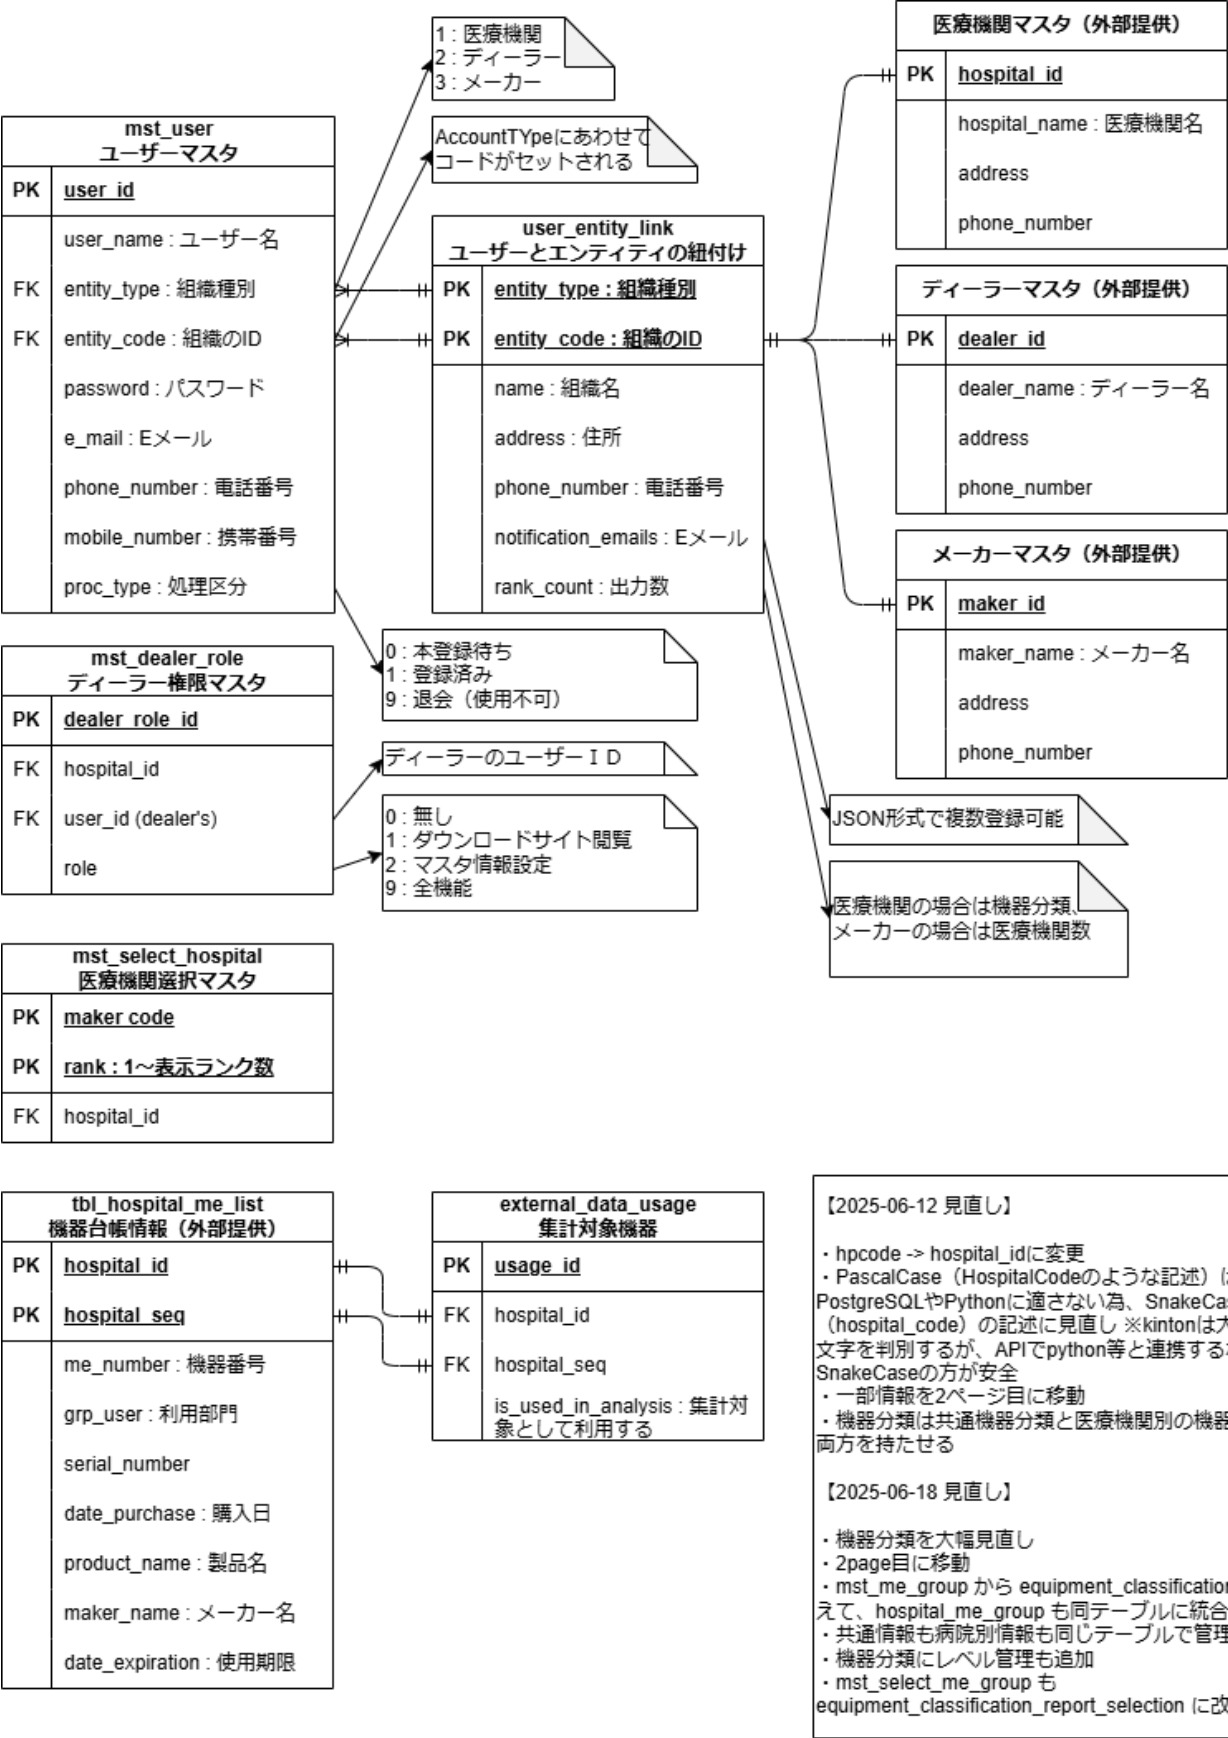 1 : 医療機関
2 : ディーラー
3 : メーカー
AccountTYpeにあわせて
コードがセットされる
mst_user
ユーザーマスタ
PK user_id
user_name : ユーザー名
FK entity_type : 組織種別
FK entity_code : 組織のID
password : パスワード
e_mail : Eメール
phone_number : 電話番号
mobile_number : 携帯番号
proc_type : 処理区分
user_entity_link
ユーザーとエンティティの紐付け
PK entity_type : 組織種別
PK entity_code : 組織のID
name : 組織名
address : 住所
phone_number : 電話番号
notification_emails : Eメール
rank_count : 出力数
医療機関マスタ（外部提供）
PK hospital_id
hospital_name : 医療機関名
address
phone_number
ディーラーマスタ（外部提供）
PK dealer_id
dealer_name : ディーラー名
address
phone_number
メーカーマスタ（外部提供）
PK maker_id
maker_name : メーカー名
address
phone_number
mst_dealer_role
ディーラー権限マスタ
PK dealer_role_id
FK hospital_id
FK user_id (dealer's)
role
0 : 本登録待ち
1 : 登録済み
9 : 退会（使用不可）
ディーラーのユーザーＩＤ
0 : 無し
1 : ダウンロードサイト閲覧
2 : マスタ情報設定
9 : 全機能
JSON形式で複数登録可能
医療機関の場合は機器分類、
メーカーの場合は医療機関数
mst_select_hospital
医療機関選択マスタ
PK maker code
PK rank : 1～表示ランク数
FK hospital_id
tbl_hospital_me_list
機器台帳情報（外部提供）
PK hospital_id
PK hospital_seq
me_number : 機器番号
grp_user : 利用部門
serial_number
date_purchase : 購入日
product_name : 製品名
maker_name : メーカー名
date_expiration : 使用期限
external_data_usage
集計対象機器
PK usage_id
FK hospital_id
FK hospital_seq
is_used_in_analysis : 集計対
象として利用する
【2025-06-12 見直し】
・hpcode -> hospital_idに変更
・PascalCase（HospitalCodeのような記述）は
PostgreSQLやPythonに適さない為、SnakeCas
（hospital_code）の記述に見直し ※kintonは大
文字を判別するが、APIでpython等と連携する
SnakeCaseの方が安全
・一部情報を2ページ目に移動
・機器分類は共通機器分類と医療機関別の機器
両方を持たせる
【2025-06-18 見直し】
・機器分類を大幅見直し
・2page目に移動
・mst_me_group から equipment_classification
えて、hospital_me_group も同テーブルに統合
・共通情報も病院別情報も同じテーブルで管理
・機器分類にレベル管理も追加
・mst_select_me_group も
equipment_classification_report_selection に改